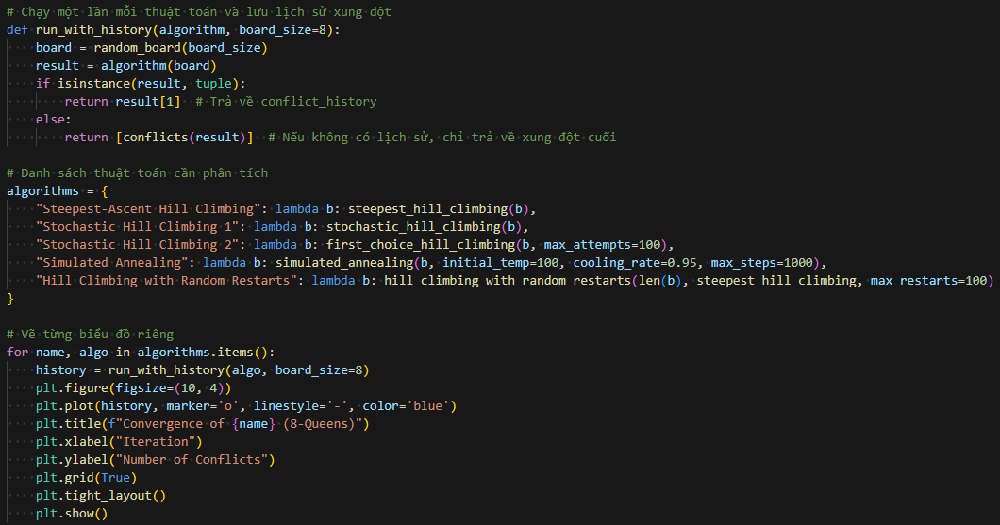 # Chạy một lần mỗi thuật toán và lưu lịch sử xung đột
def run_with_history(algorithm, board_size=8):
    board = random_board(board_size)
    result = algorithm(board)
    if isinstance(result, tuple):
        return result[1]  # Trả về conflict_history
    else:
        return [conflicts(result)]  # Nếu không có lịch sử, chỉ trả về xung đột cuối

# Danh sách thuật toán cần phân tích
algorithms = {
    "Steepest-Ascent Hill Climbing": lambda b: steepest_hill_climbing(b),
    "Stochastic Hill Climbing 1": lambda b: stochastic_hill_climbing(b),
    "Stochastic Hill Climbing 2": lambda b: first_choice_hill_climbing(b, max_attempts=100),
    "Simulated Annealing": lambda b: simulated_annealing(b, initial_temp=100, cooling_rate=0.95, max_steps=1000),
    "Hill Climbing with Random Restarts": lambda b: hill_climbing_with_random_restarts(len(b), steepest_hill_climbing, max_restarts=100)
}

# Vẽ từng biểu đồ riêng
for name, algo in algorithms.items():
    history = run_with_history(algo, board_size=8)
    plt.figure(figsize=(10, 4))
    plt.plot(history, marker='o', linestyle='-', color='blue')
    plt.title(f"Convergence of {name} (8-Queens)")
    plt.xlabel("Iteration")
    plt.ylabel("Number of Conflicts")
    plt.grid(True)
    plt.tight_layout()
    plt.show()